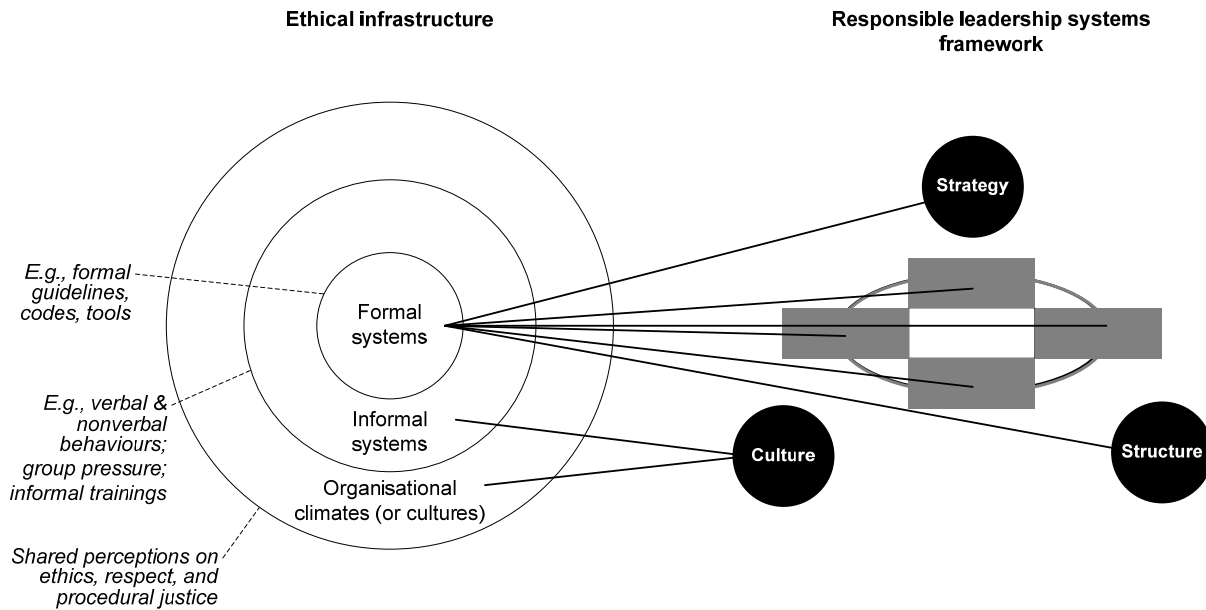 Ethical infrastructure
Responsible leadership systems
framework
Strategy
E.g., formal
guidelines,
codes, tools
Formal
systems
E.g., verbal &
nonverbal
behaviours;
group pressure;
informal trainings
Informal
systems
Culture
Structure
Organisational
climates (or cultures)
Shared perceptions on
ethics, respect, and
procedural justice